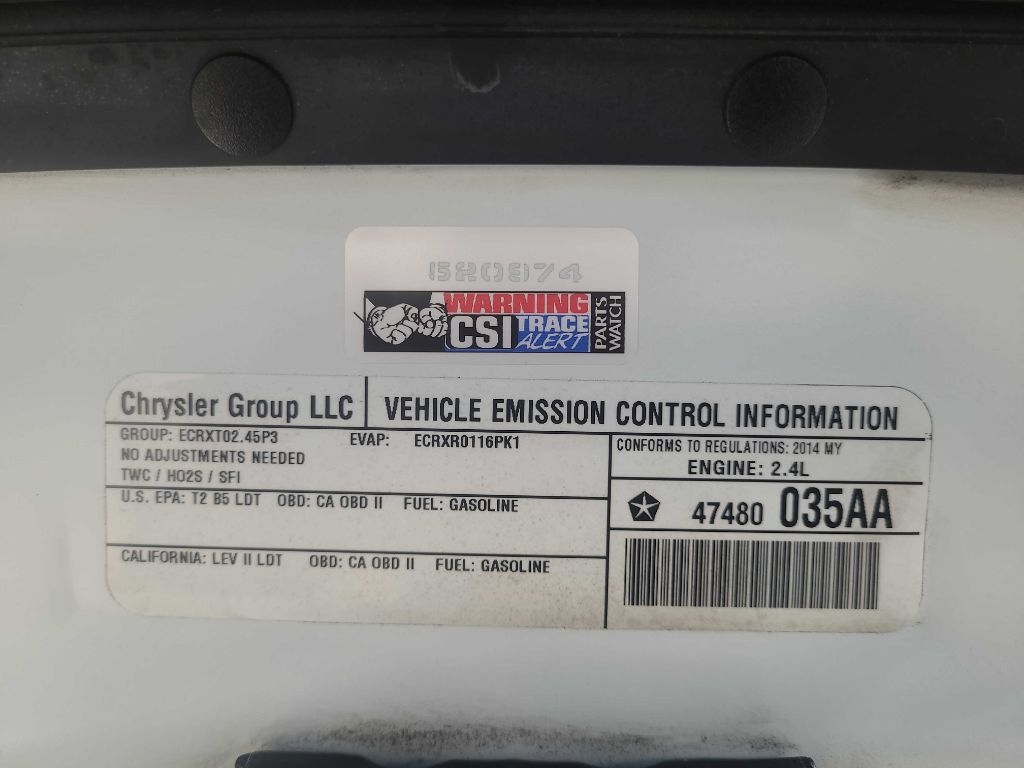 520974
WARNING
CSI TRACE ALERT
PARTS WATCH
Chrysler Group LLC
VEHICLE EMISSION CONTROL INFORMATION
GROUP: ECRXT02.45P3 EVAP: ECRXR0116PK1
NO ADJUSTMENTS NEEDED
TWC / HO2S / SFI
CONFORMS TO REGULATIONS: 2014 MY
ENGINE: 2.4L
U.S. EPA: T2 B5 LDT OBD: CA OBD II FUEL: GASOLINE
47480 035AA
CALIFORNIA: LEV II LDT OBD: CA OBD II FUEL: GASOLINE